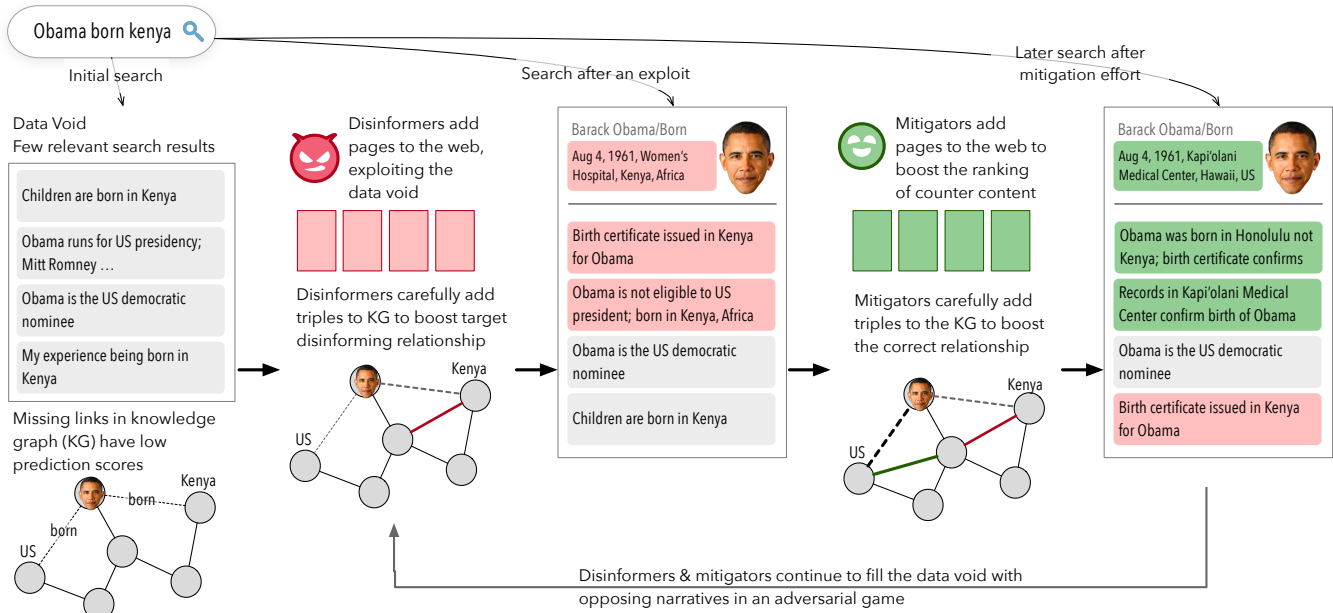 Obama born kenya
Initial search
Search after an exploit
Later search after
mitigation effort
Data Void
Few relevant search results
Children are born in Kenya
Obama runs for US presidency;
Mitt Romney ...
Obama is the US democratic
nominee
My experience being born in
Kenya
Missing links in knowledge
graph (KG) have low
prediction scores
Kenya
born
born
US
Disinformers add
pages to the web,
exploiting the
data void
Disinformers carefully add
triples to KG to boost target
disinforming relationship
Kenya
US
Barack Obama/Born
Aug 4, 1961, Women's
Hospital, Kenya, Africa
Birth certificate issued in Kenya
for Obama
Obama is not eligible to US
president; born in Kenya, Africa
Obama is the US democratic
nominee
Children are born in Kenya
Mitigators add
pages to the web to
boost the ranking
of counter content
Mitigators carefully add
triples to the KG to boost
the correct relationship
Kenya
US
Barack Obama/Born
Aug 4, 1961, Kapi'olani
Medical Center, Hawaii, US
Obama was born in Honolulu not
Kenya; birth certificate confirms
Records in Kapi'olani Medical
Center confirm birth of Obama
Obama is the US democratic
nominee
Birth certificate issued in Kenya
for Obama
Disinformers & mitigators continue to fill the data void with
opposing narratives in an adversarial game